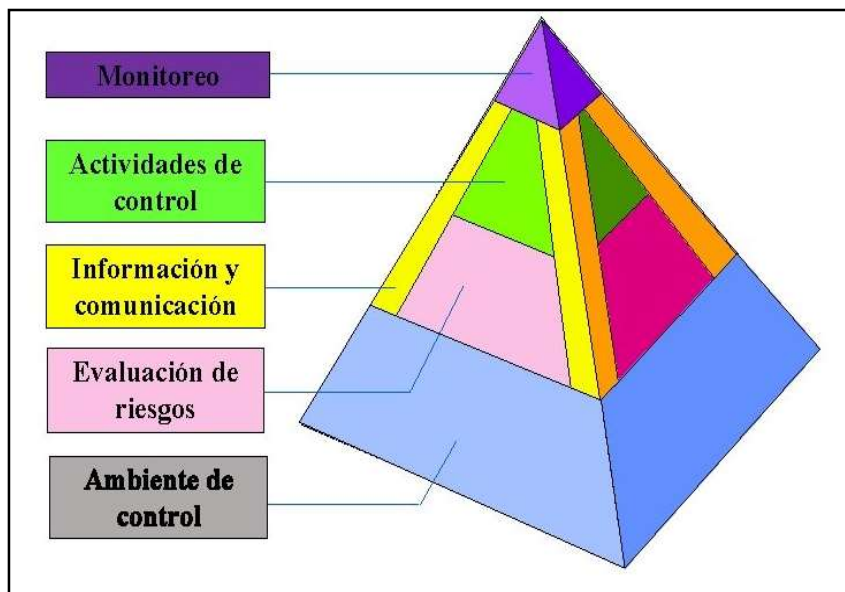 Monitoreo
Actividades de
control
Información y
comunicación
Evaluación de
riesgos
Ambiente de
control